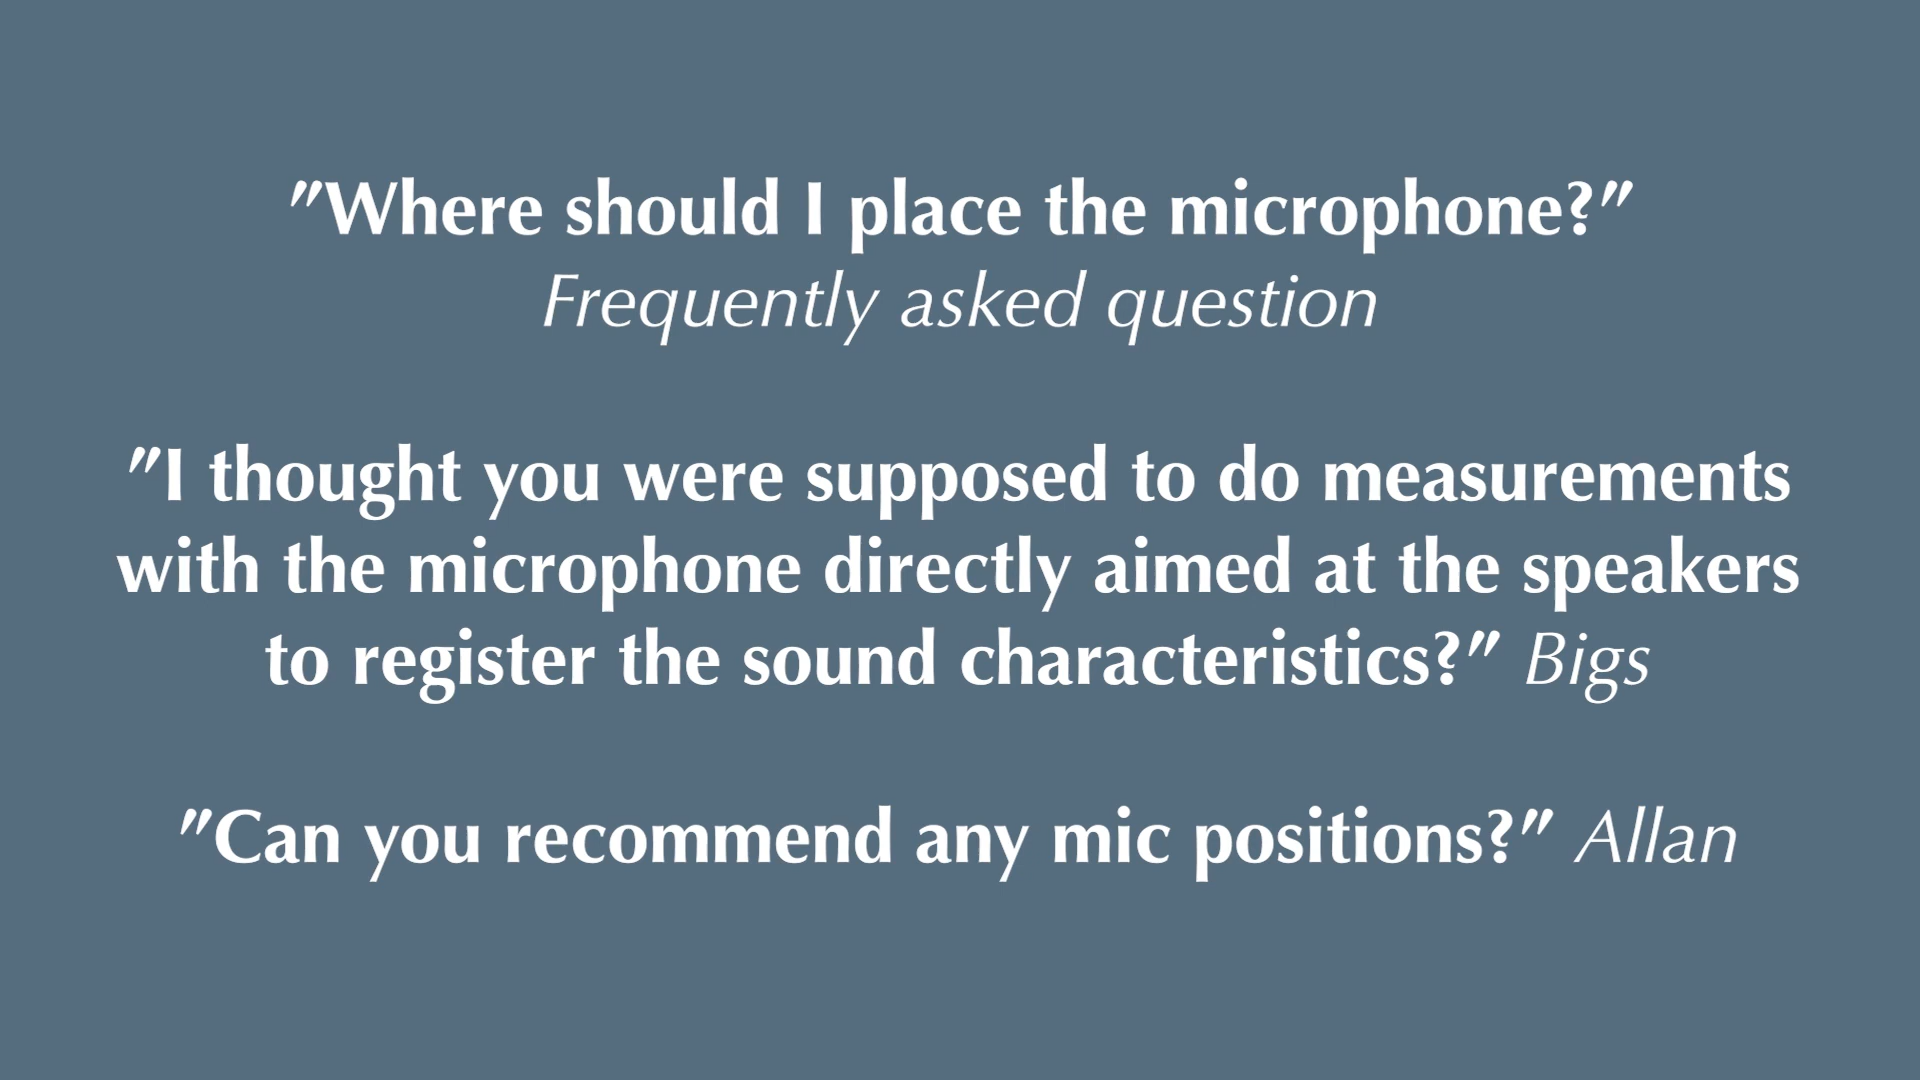 ”Where should I place the microphone?”
Frequently asked question
”I thought you were supposed to do measurements
with the microphone directly aimed at the speakers
to register the sound characteristics?” Bigs
”Can you recommend any mic positions?” Allan